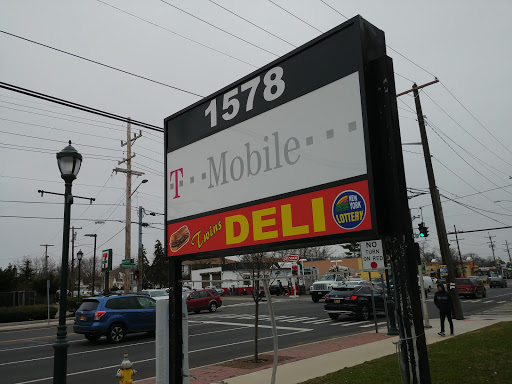 1578
T Mobile
Twins DELI
NEW YORK
LOTTERY
NO
TURN
ON RED